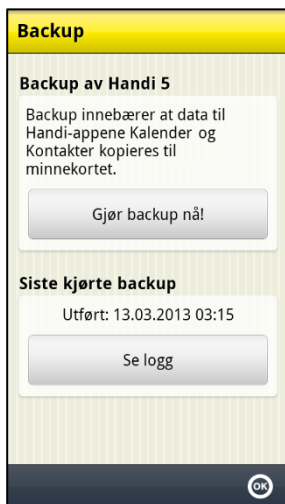 Backup
Backup av Handi 5
Backup innebærer at data til
Handi-appene Kalender og
Kontakter kopieres til
minnekortet.
Gjør backup nå!
Siste kjørte backup
Utført: 13.03.2013 03:15
Se logg
OK